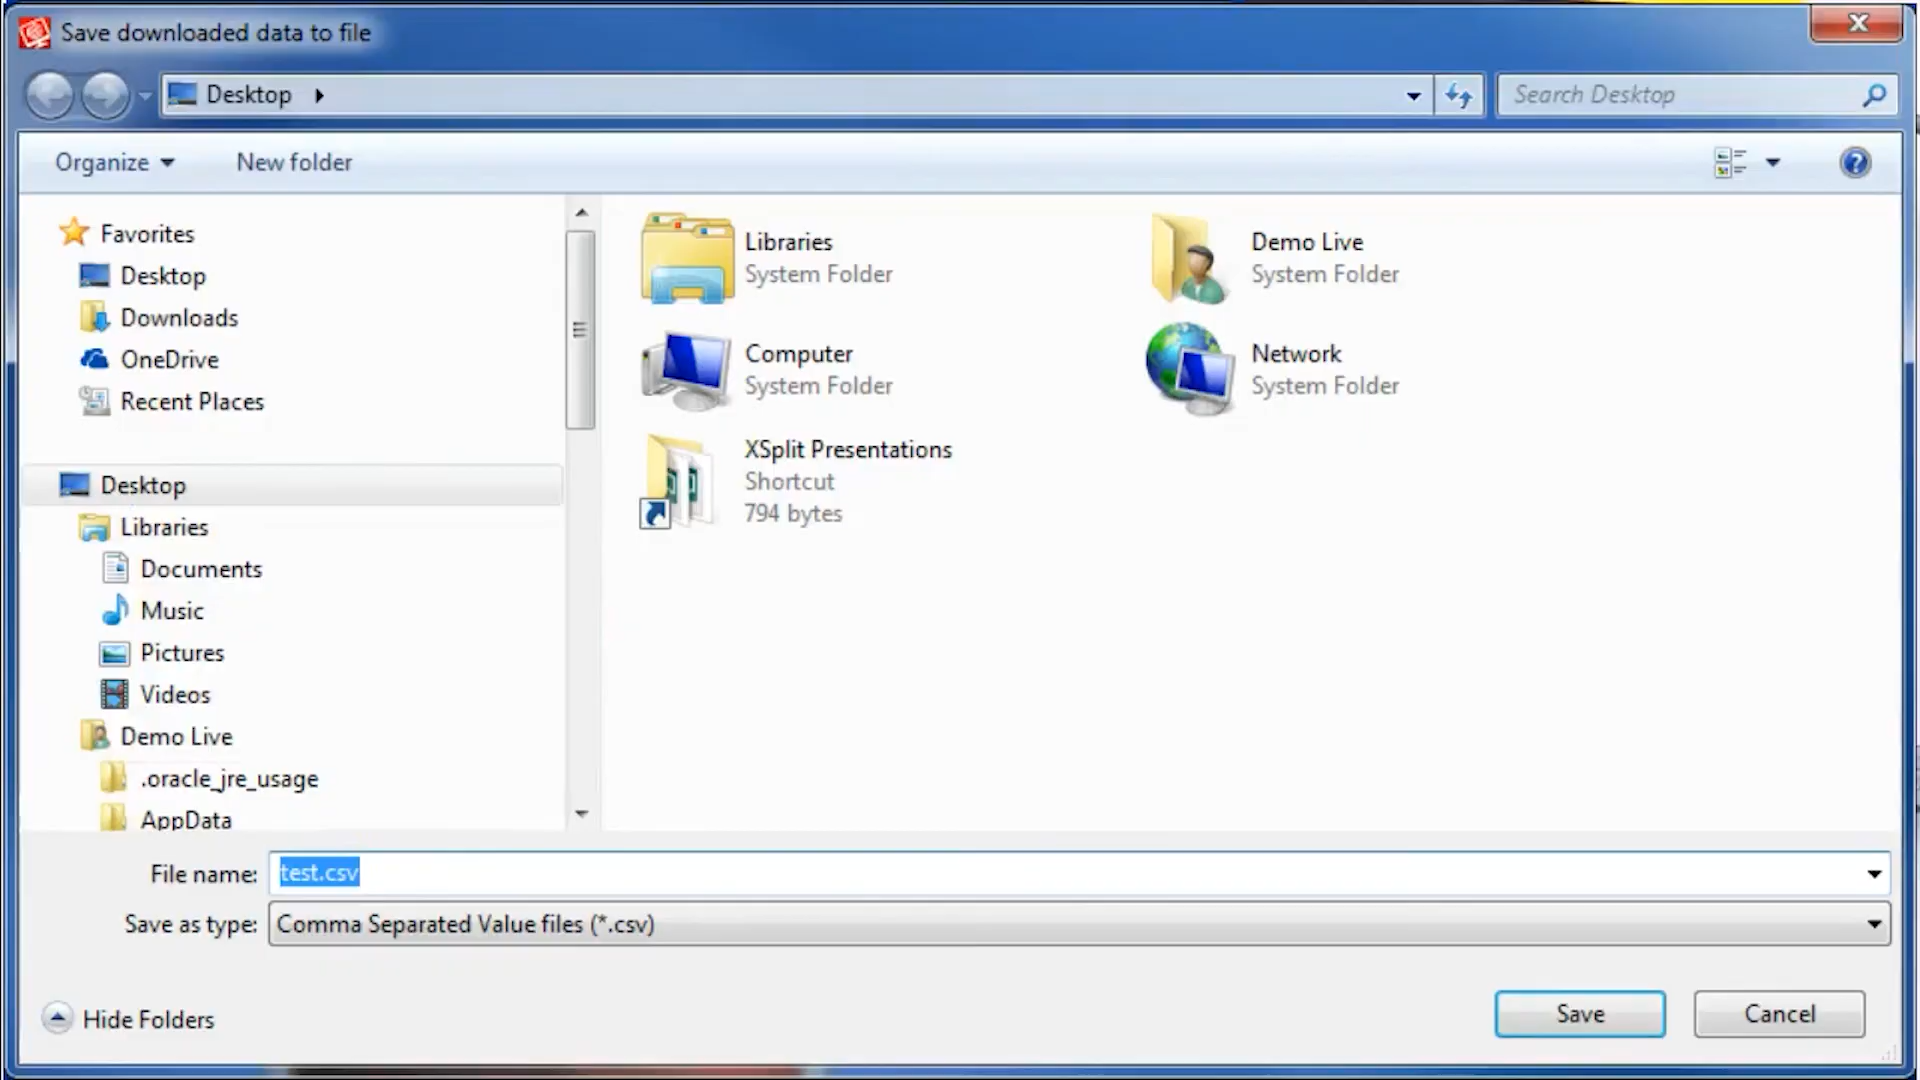 Save downloaded data to file
Desktop
Search Desktop
Organize
New folder
Favorites
Desktop
Downloads
OneDrive
Recent Places
Desktop
Libraries
Documents
Music
Pictures
Videos
Demo Live
.oracle_jre_usage
AppData
Libraries
System Folder
Demo Live
System Folder
Computer
System Folder
Network
System Folder
XSplit Presentations
Shortcut
794 bytes
File name: test.csv
Save as type: Comma Separated Value files (*.csv)
Hide Folders
Save
Cancel